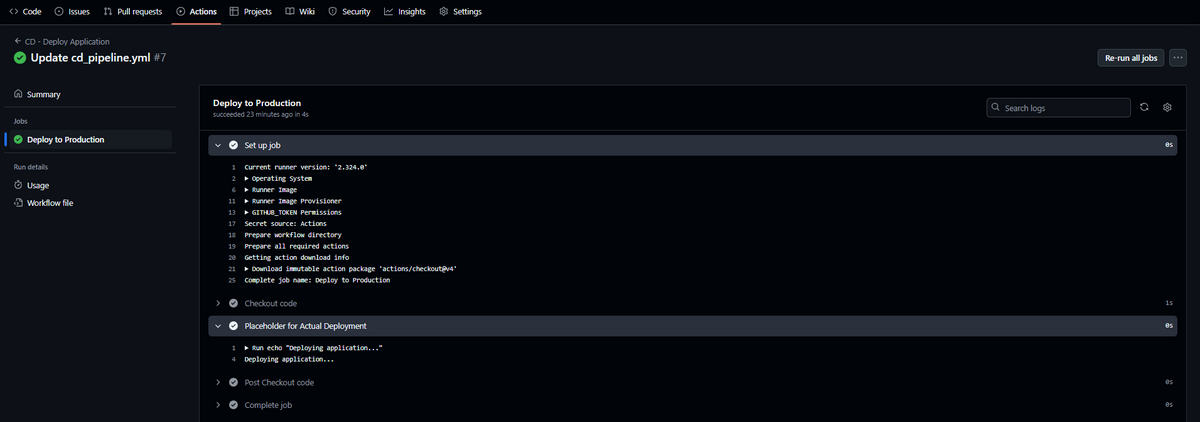 Code Issues Pull requests Actions Projects Wiki Security Insights Settings
CD - Deploy Application
Update cd_pipeline.yml #7
Re-run all jobs
Summary
Jobs
Deploy to Production
Run details
Usage
Workflow file
Deploy to Production
succeeded 23 minutes ago in 4s
Search logs
Set up job 0s
1 Current runner version: '2.324.0'
2 Operating System
6 Runner Image
11 Runner Image Provisioner
13 GITHUB_TOKEN Permissions
17 Secret source: Actions
18 Prepare workflow directory
19 Prepare all required actions
20 Getting action download info
21 Download immutable action package 'actions/checkout@v4'
25 Complete job name: Deploy to Production
Checkout code 1s
Placeholder for Actual Deployment 0s
1 Run echo "Deploying application..."
4 Deploying application...
Post Checkout code 0s
Complete job 0s